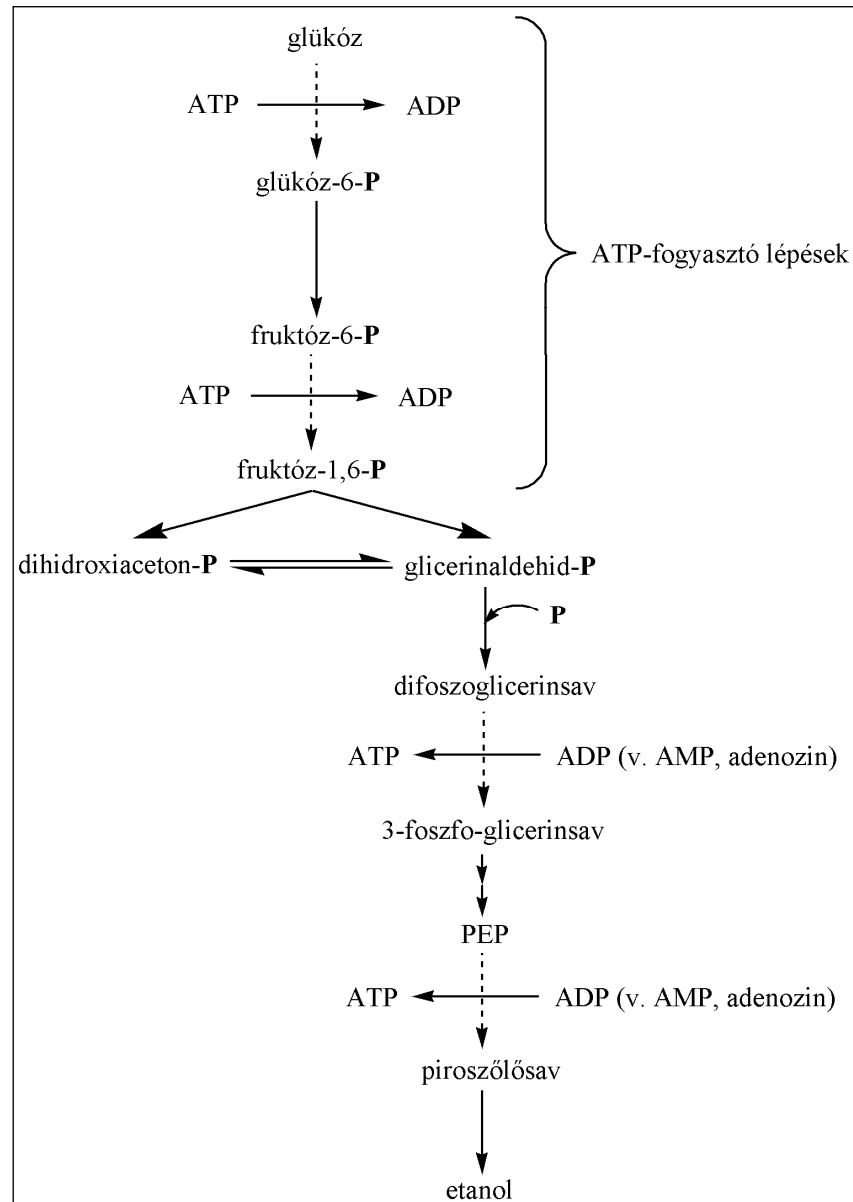 glükóz
ATP ADP
glükóz-6-P
ATP-fogyasztó lépések
fruktóz-6-P
ATP ADP
fruktóz-1,6-P
dihidroxiaceton-P glicerinaldehid-P
P
difoszoglicerinsav
ATP ADP (v. AMP, adenozin)
3-foszfo-glicerinsav
PEP
ATP ADP (v. AMP, adenozin)
piroszőlősav
etanol